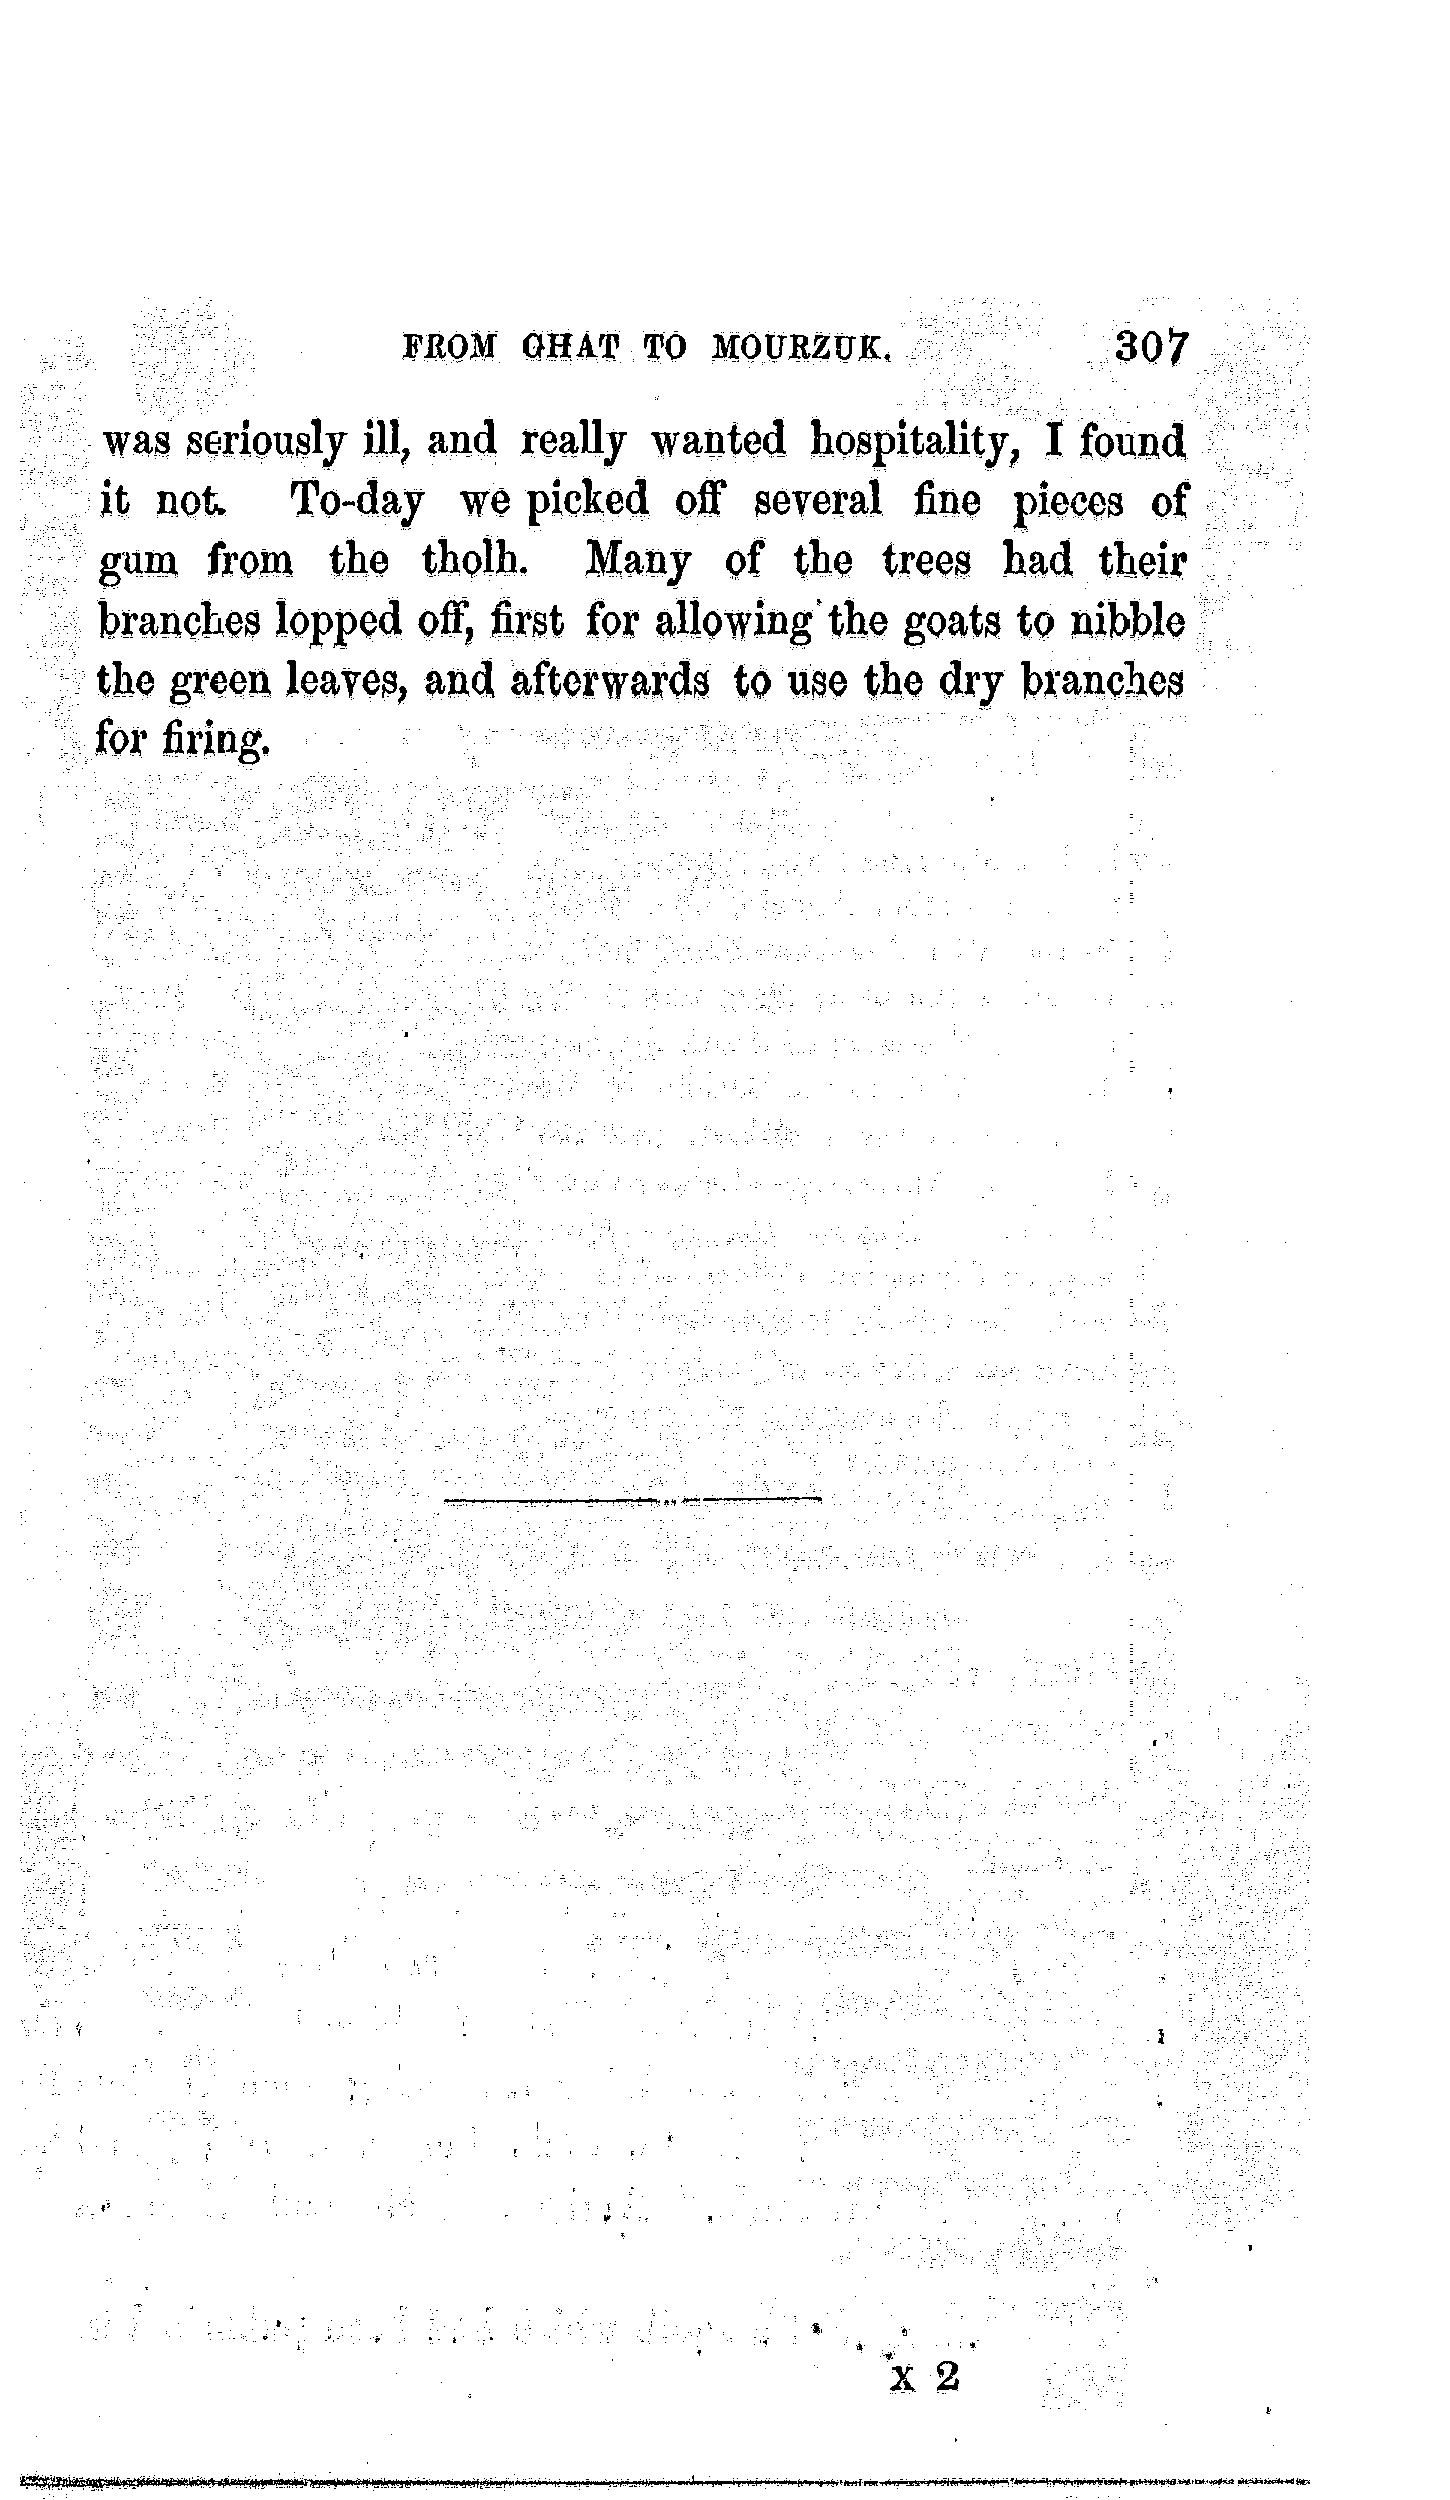 FROM GHAT TO MOURZUK. 307
was seriously ill, and really wanted hospitality, I found
it not. To-day we picked off several fine pieces of
gum from the tholh. Many of the trees had their
branches lopped off, first for allowing the goats to nibble
the green leaves, and afterwards to use the dry branches
for firing.
X 2